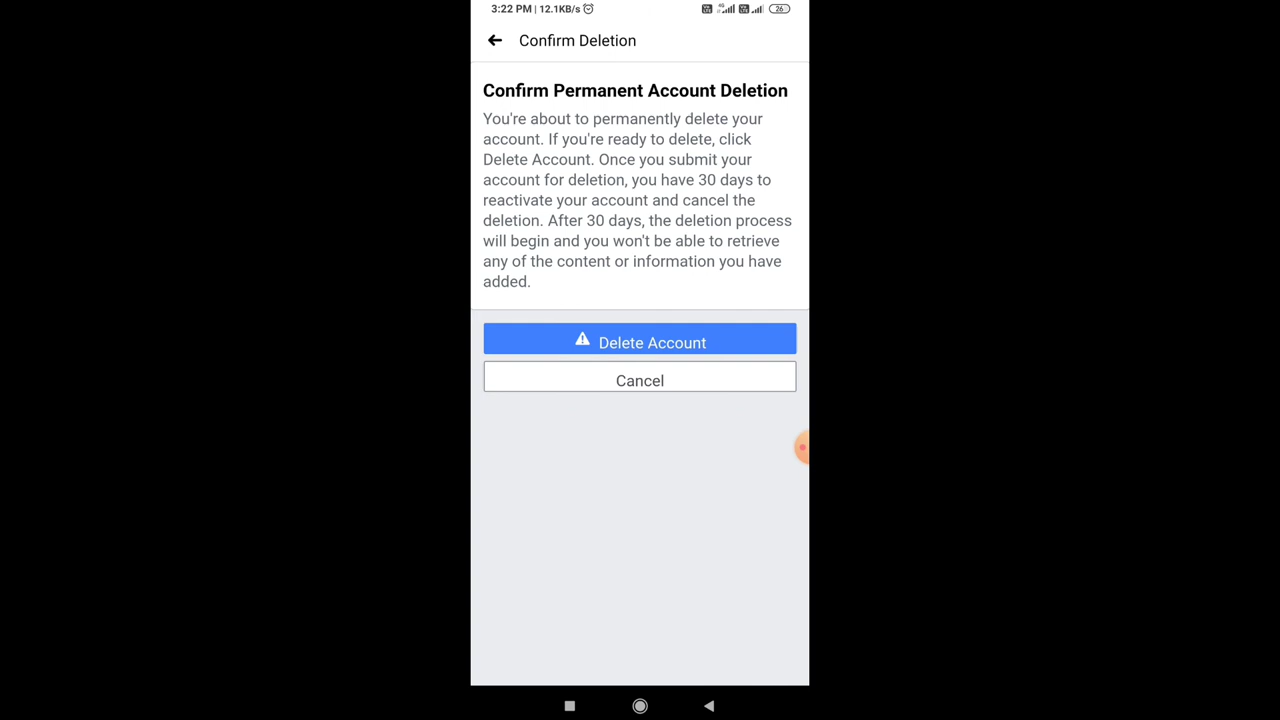 3:22 PM | 12.1KB/s
4G
26
Confirm Deletion
Confirm Permanent Account Deletion
You're about to permanently delete your
account. If you're ready to delete, click
Delete Account. Once you submit your
account for deletion, you have 30 days to
reactivate your account and cancel the
deletion. After 30 days, the deletion process
will begin and you won't be able to retrieve
any of the content or information you have
added.
Delete Account
Cancel